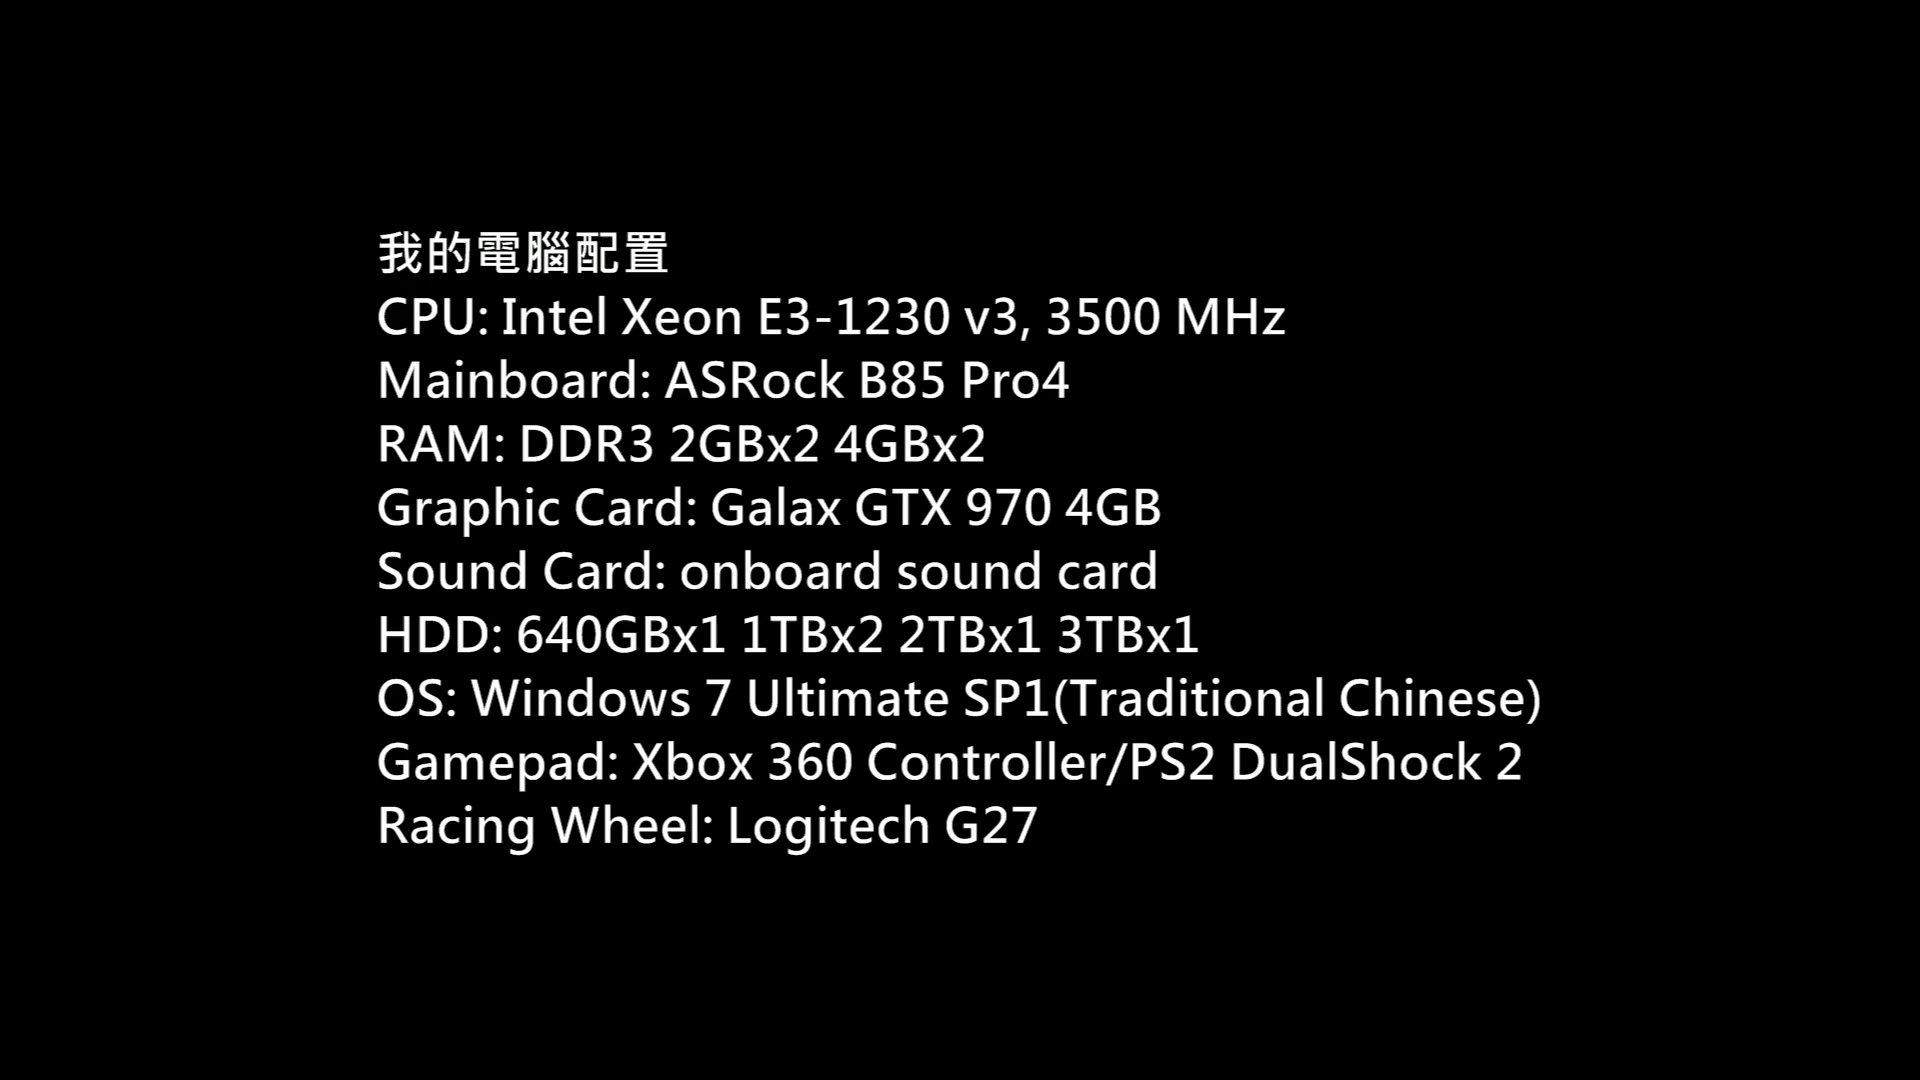 我的電腦配置
CPU: Intel Xeon E3-1230 v3, 3500 MHz
Mainboard: ASRock B85 Pro4
RAM: DDR3 2GBx2 4GBx2
Graphic Card: Galax GTX 970 4GB
Sound Card: onboard sound card
HDD: 640GBx1 1TBx2 2TBx1 3TBx1
OS: Windows 7 Ultimate SP1(Traditional Chinese)
Gamepad: Xbox 360 Controller/PS2 DualShock 2
Racing Wheel: Logitech G27